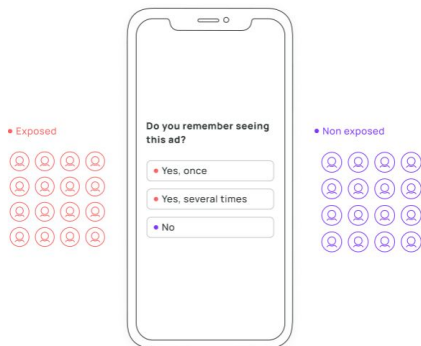 Exposed
Do you remember seeing
this ad?
Yes, once
Yes, several times
No
Non exposed